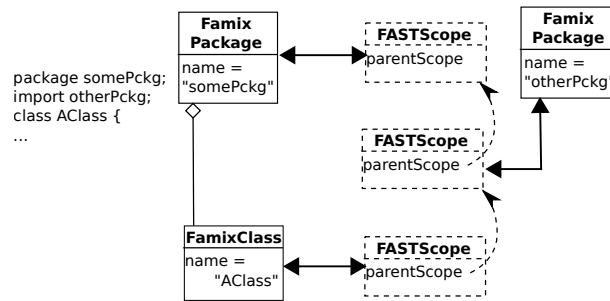 package somePckg;
import otherPckg;
class AClass {
...
Famix
Package
name =
"somePckg"
FASTScope
parentScope
Famix
Package
name =
"otherPckg"
FASTScope
parentScope
FamixClass
name =
"AClass"
FASTScope
parentScope